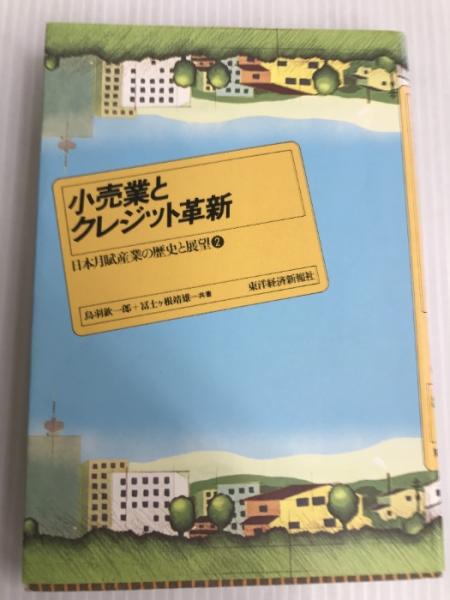 小売業と
クレジット革新
日本月賦産業の歴史と展望❷
鳥羽欽一郎+冨士ヶ根靖雄—共著
東洋経済新報社